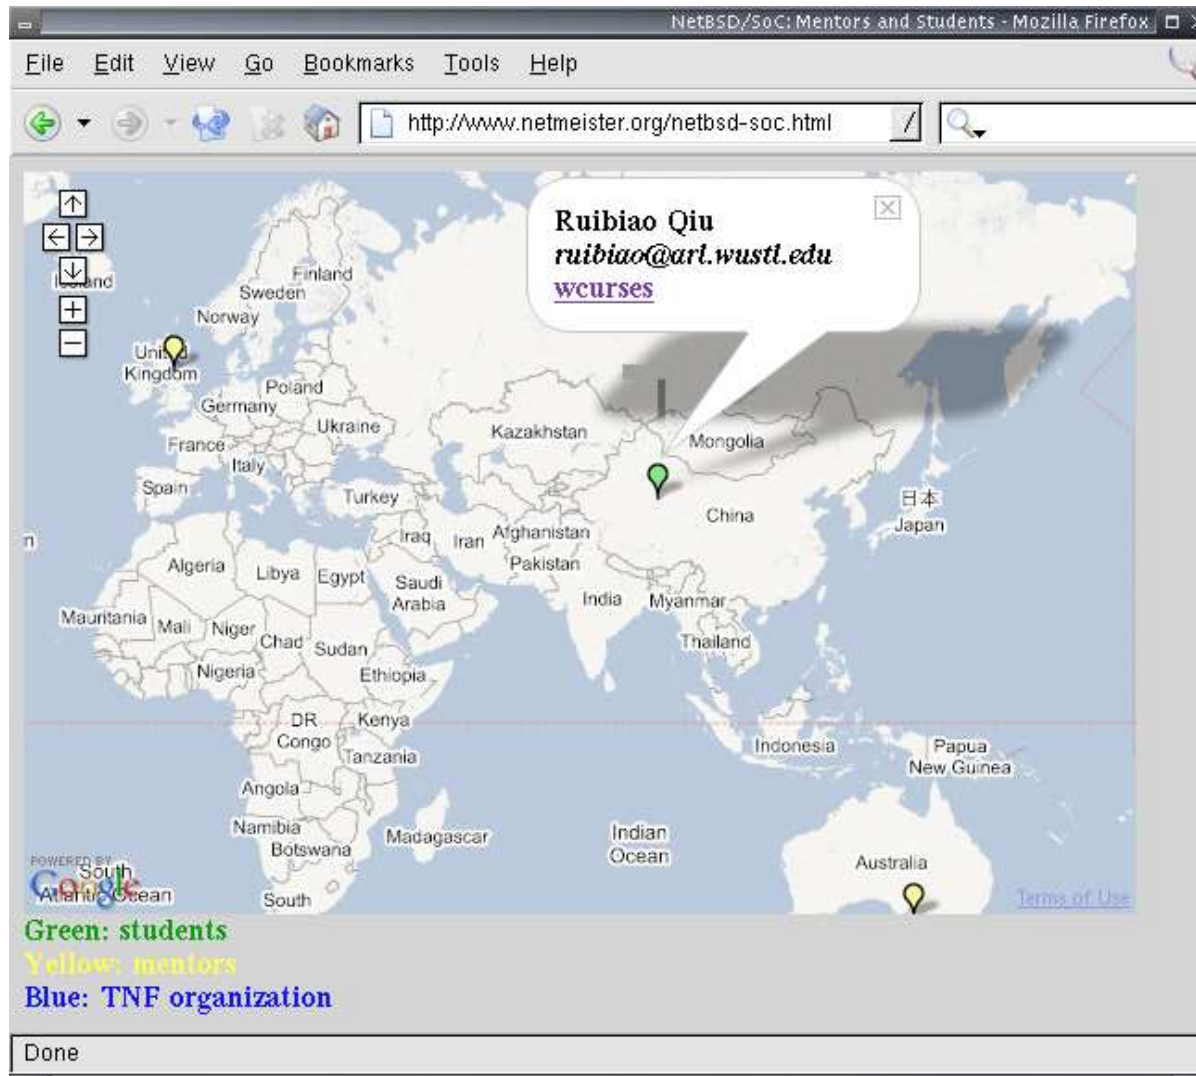 NetBSD/SoC: Mentors and Students - Mozilla Firefox
File Edit View Go Bookmarks Tools Help
http://www.netmeister.org/netbsd-soc.html
Ruibiao Qiu
ruibiao@arl.wustl.edu
wcurses
Iceland
Finland
Sweden
Norway
United
Kingdom
Poland
Germany
Ukraine
France
Italy
Kazakhstan
Mongolia
Spain
Turkey
China
日本
Japan
Iraq
Iran
Afghanistan
Pakistan
n
Algeria
Libya
Egypt
Saudi
Arabia
India
Myanmar
Mauritania
Mali
Niger
Chad
Sudan
Thailand
Nigeria
Ethiopia
DR
Congo
Kenya
Tanzania
Indonesia
Papua
New Guinea
Angola
Namibia
Botswana
Madagascar
Indian
Ocean
Australia
POWERED BY
Google
South
Atlantic Ocean
South
Terms of Use
Green: students
Yellow: mentors
Blue: TNF organization
Done